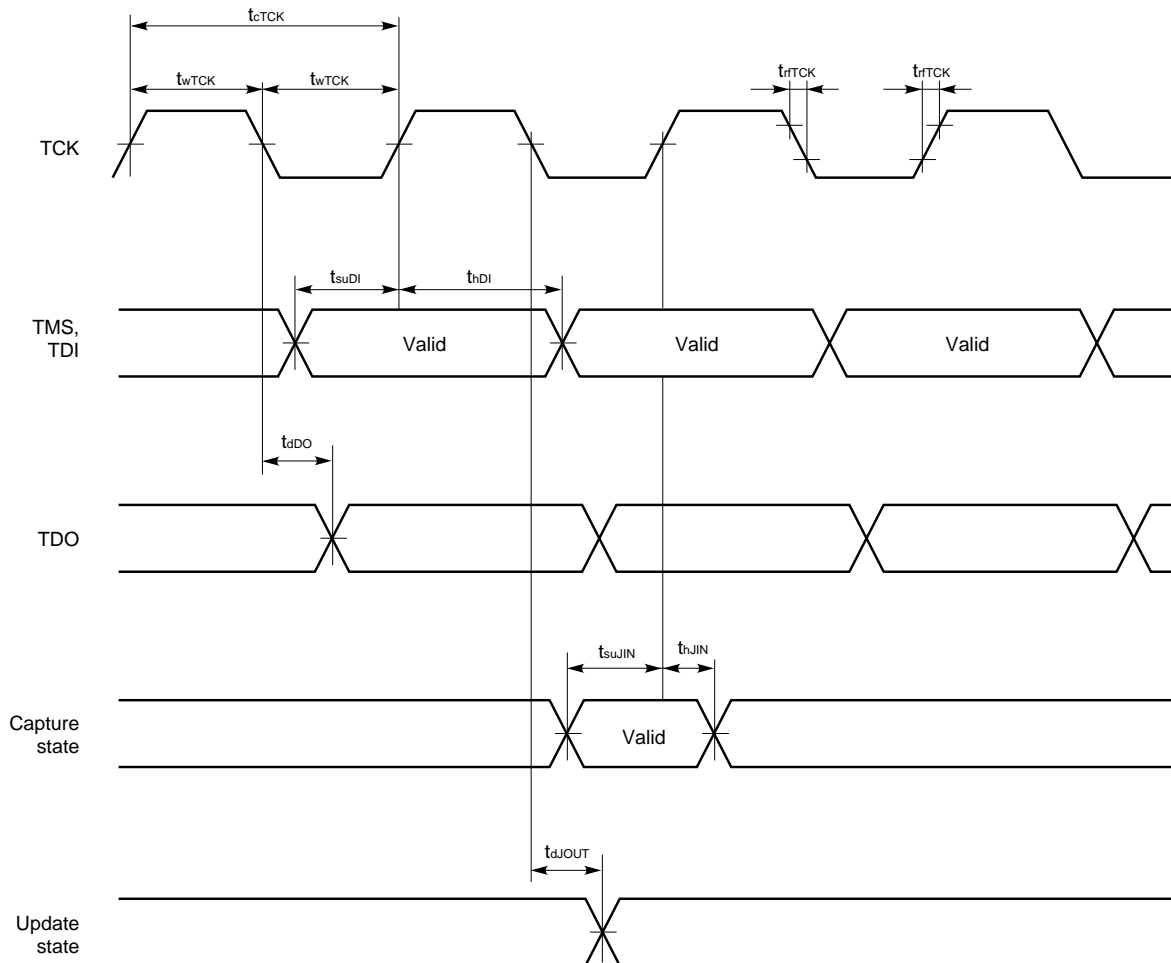 tcTCK
twTCK twTCK trfTCK trfTCK
TCK
tsuDI thDI
TMS,
TDI
Valid Valid Valid
tdDO
TDO
tsuJIN thJIN
Capture
state
Valid
tdJOUT
Update
state